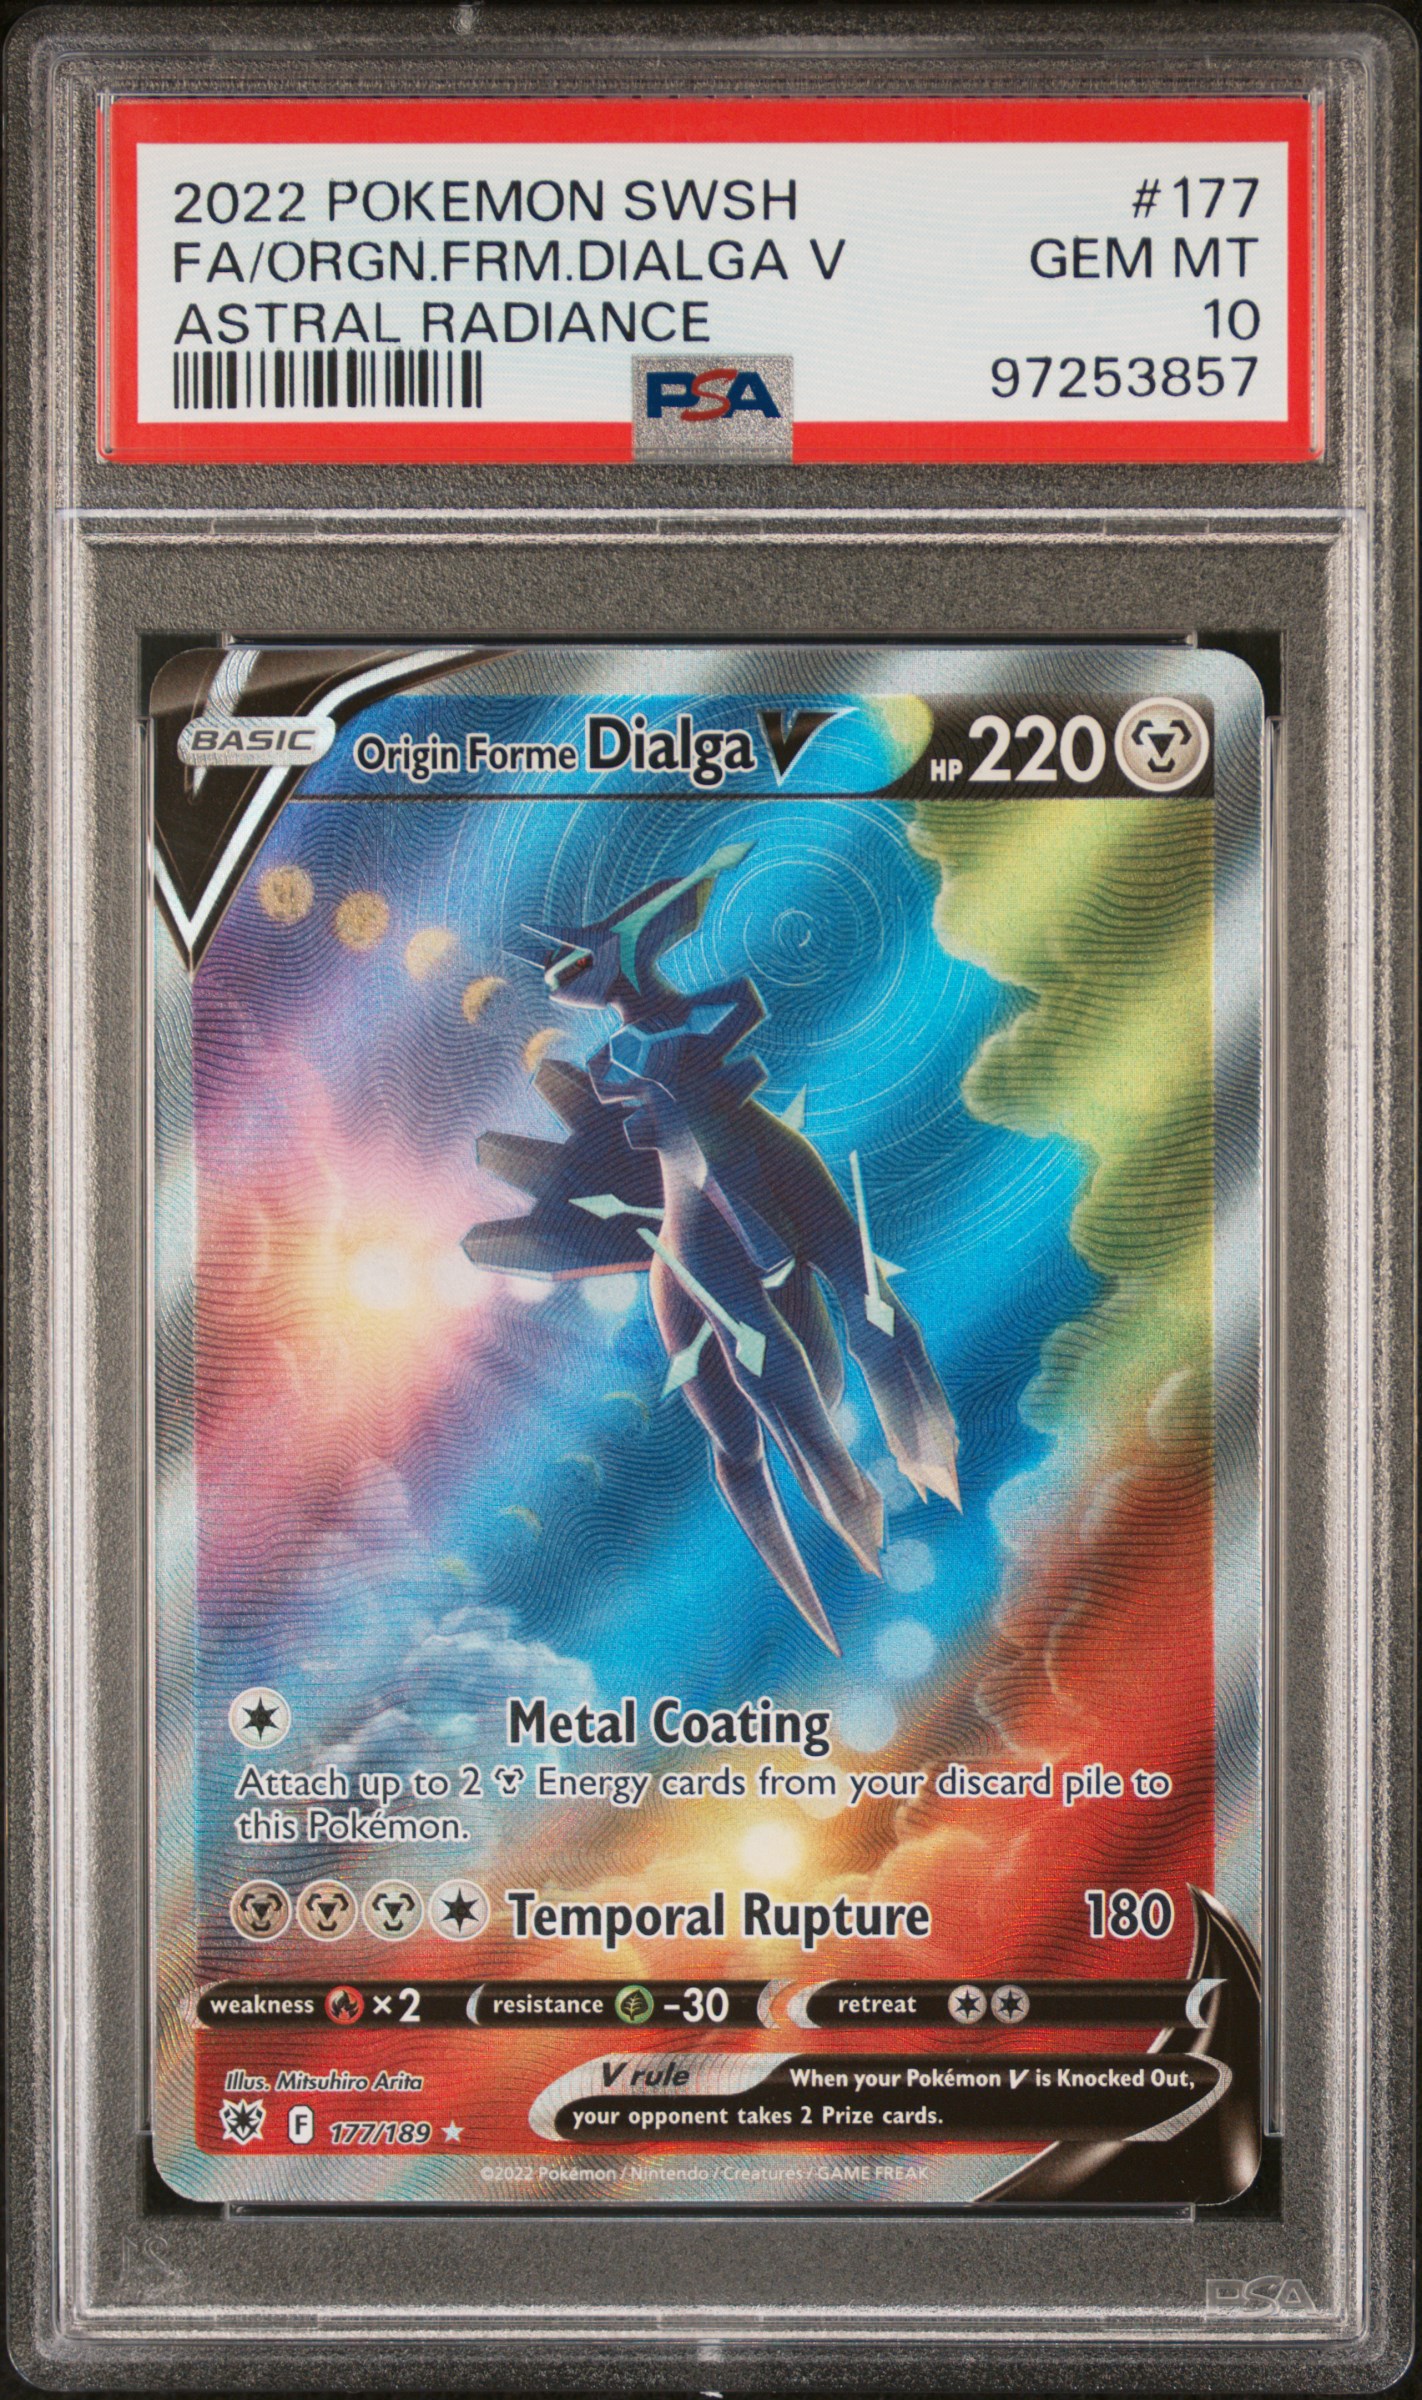 2022 POKEMON SWSH #177
FA/ORGN.FRM.DIALGA V GEM MT
ASTRAL RADIANCE 10
PSA 97253857
BASIC Origin Forme Dialga V HP 220
Metal Coating
Attach up to 2 Energy cards from your discard pile to
this Pokémon.
Temporal Rupture 180
weakness ×2 resistance -30 retreat
Illus. Mitsuhiro Arita
V rule When your Pokémon V is Knocked Out,
your opponent takes 2 Prize cards.
F 177/189
©2022 Pokémon / Nintendo / Creatures / GAME FREAK
21
PSA